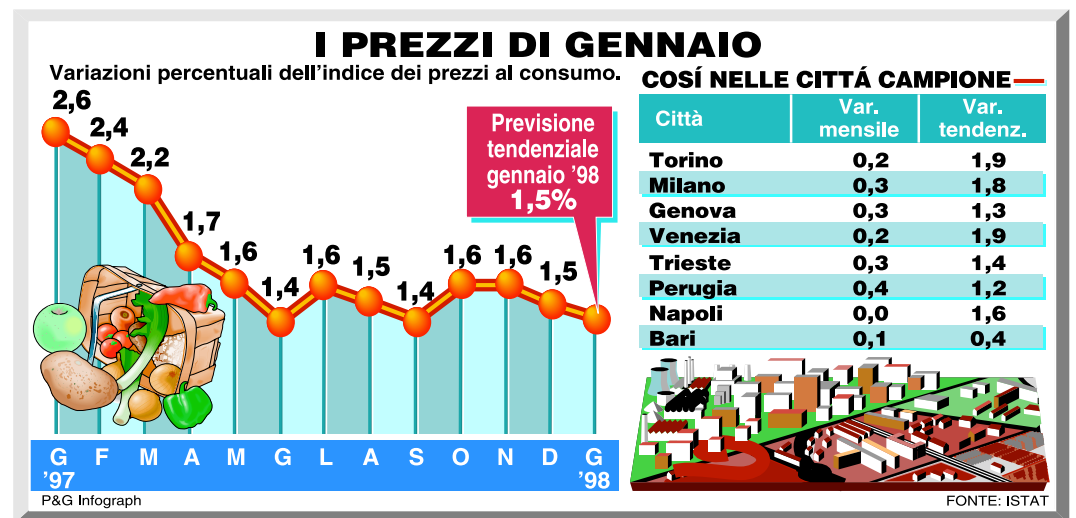 I PREZZI DI GENNAIO
Variazioni percentuali dell'indice dei prezzi al consumo.
2,6
2,4
2,2
1,7
1,6
1,4
1,6
1,5
1,4
1,6
1,6
1,5
Previsione
tendenziale
gennaio '98
1,5%
G F M A M G L A S O N D G
'97 '98
P&G Infograph
COSÍ NELLE CITTÁ CAMPIONE
Città Var. mensile Var. tendenz.
Torino 0,2 1,9
Milano 0,3 1,8
Genova 0,3 1,3
Venezia 0,2 1,9
Trieste 0,3 1,4
Perugia 0,4 1,2
Napoli 0,0 1,6
Bari 0,1 0,4
FONTE: ISTAT